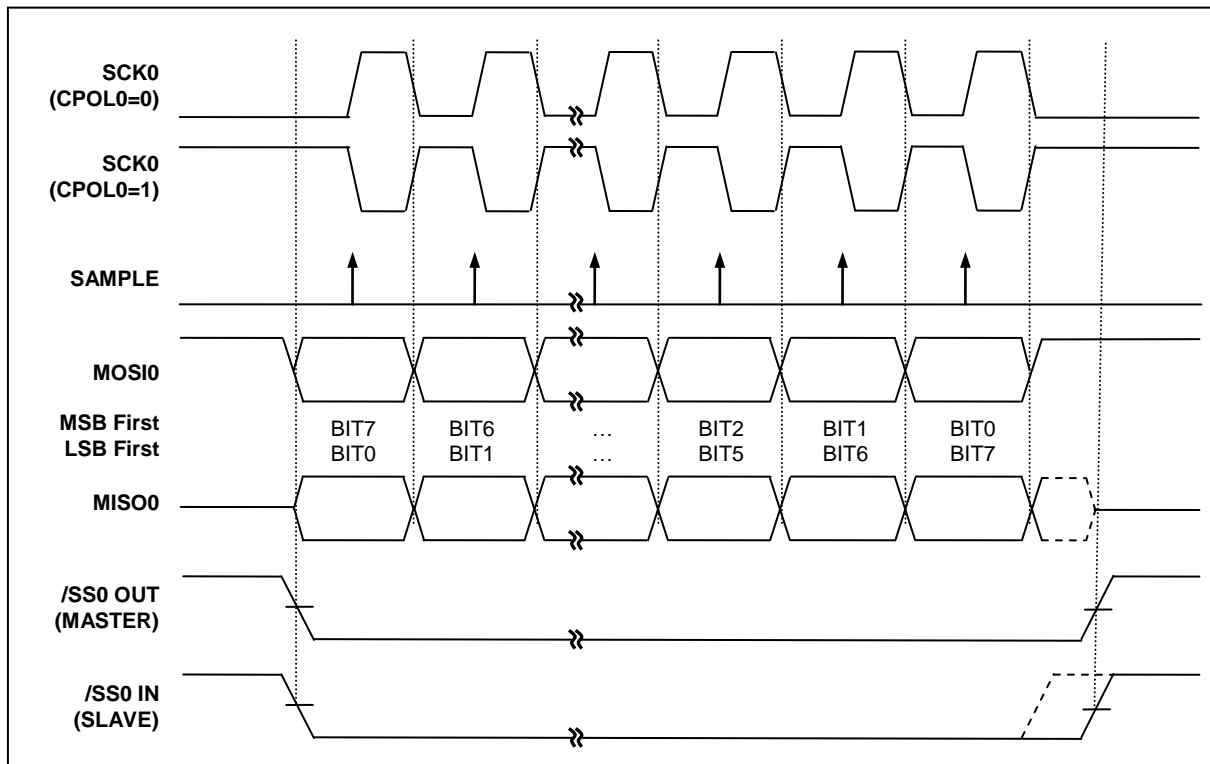 SCK0
(CPOL0=0)
SCK0
(CPOL0=1)
SAMPLE
MOSI0
MSB First BIT7 BIT6 … BIT2 BIT1 BIT0
LSB First BIT0 BIT1 … BIT5 BIT6 BIT7
MISO0
/SS0 OUT
(MASTER)
/SS0 IN
(SLAVE)